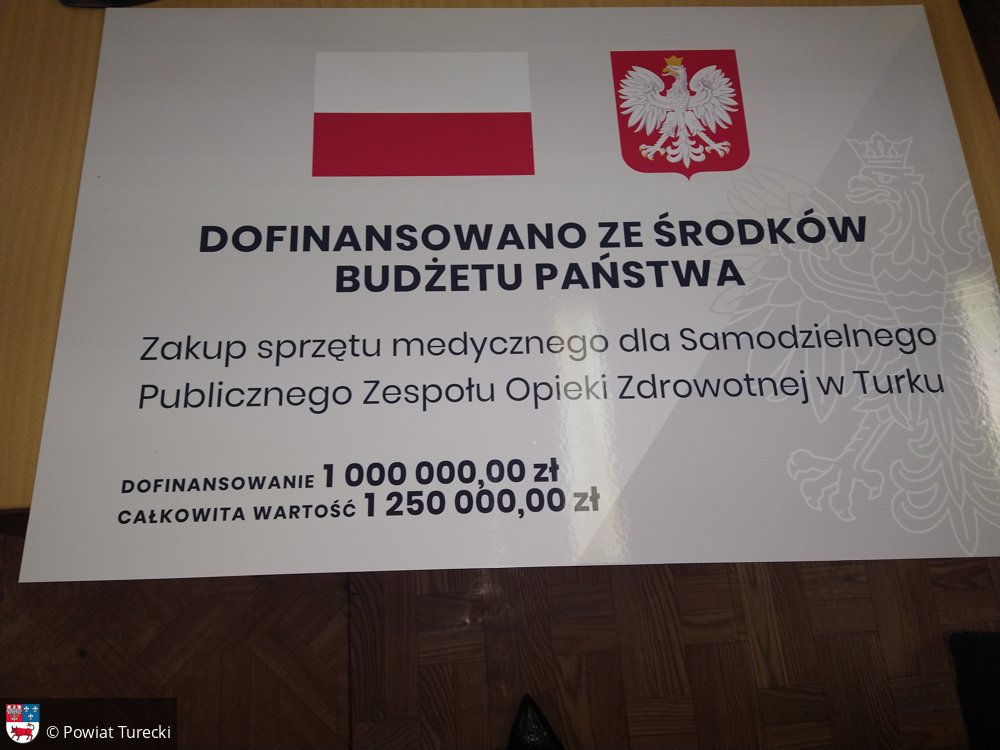 DOFINANSOWANO ZE ŚRODKÓW
BUDŻETU PAŃSTWA
Zakup sprzętu medycznego dla Samodzielnego
Publicznego Zespołu Opieki Zdrowotnej w Turku
DOFINANSOWANIE 1 000 000,00 zł
CAŁKOWITA WARTOŚĆ 1 250 000,00 zł
© Powiat Turecki